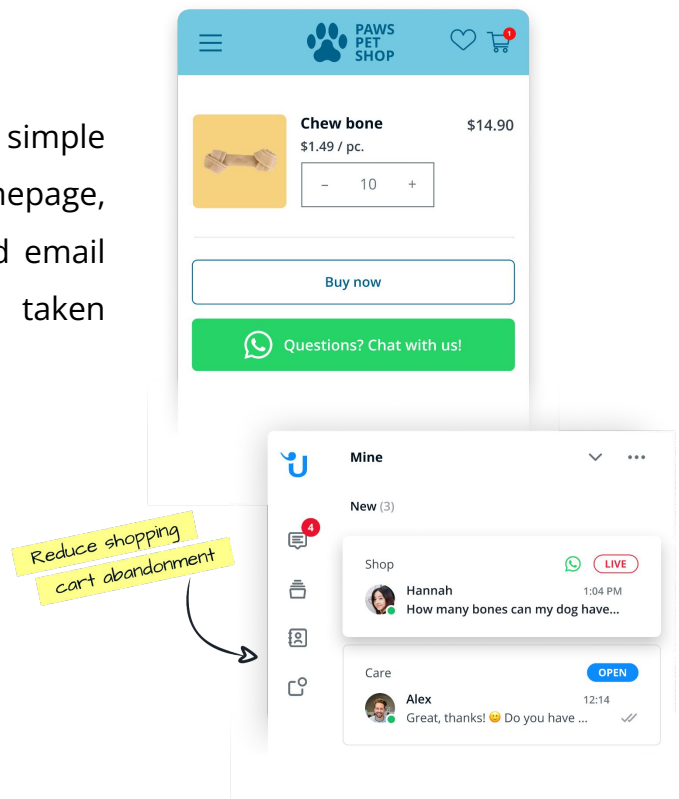 PAWS
PET
SHOP
1
simple
Chew bone
$14.90
$1.49 / pc.
- 10 +
email
taken
Buy now
Questions? Chat with us!
Mine
New (3)
4
Reduce shopping
cart abandonment
Shop
LIVE
Hannah
1:04 PM
How many bones can my dog have...
Care
OPEN
Alex
12:14
Great, thanks! 😀 Do you have ...